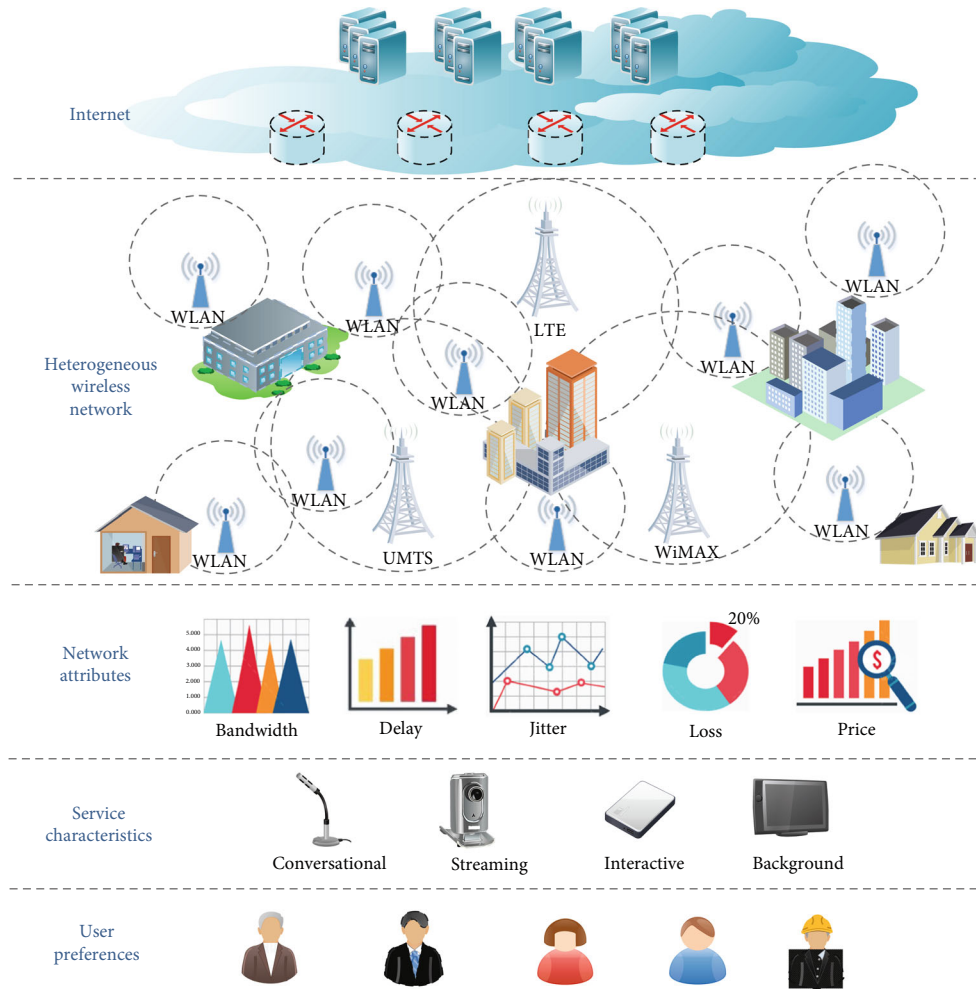 Internet
WLAN
WLAN
LTE
WLAN
WLAN
WLAN
Heterogeneous
wireless
network
WLAN
WLAN
WLAN
UMTS
WLAN
WiMAX
WLAN
Network
attributes
5.000
4.000
3.000
2.000
1.000
0.000
Bandwidth
Delay
Jitter
20%
Loss
$
Price
Service
characteristics
Conversational
Streaming
Interactive
Background
User
preferences